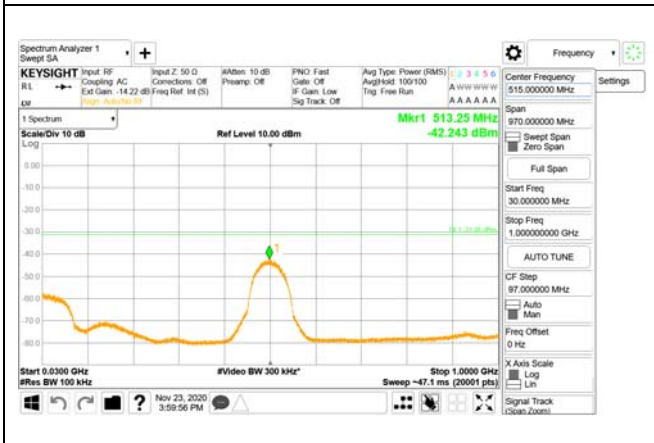 Spectrum Analyzer 1
Swept SA
+
Frequency
KEYSIGHT
RL
Input: RF
Coupling: AC
Ext Gain: -14.22 dB
Align: Auto/No RF
Input Z: 50 Ω
Corrections: Off
Freq Ref: Int (S)
#Atten: 10 dB
Preamp: Off
PNO: Fast
Gate: Off
IF Gain: Low
Sig Track: Off
Avg Type: Power (RMS)
Avg|Hold: 100/100
Trig: Free Run
1 2 3 4 5 6
A W W W W W
A A A A A A
1 Spectrum
Scale/Div 10 dB
Log
Ref Level 10.00 dBm
Mkr1 513.25 MHz
-42.243 dBm
0.00
-10.0
-20.0
-30.0
-40.0
-50.0
-60.0
-70.0
-80.0
1
Start 0.0300 GHz
#Res BW 100 kHz
#Video BW 300 kHz*
Stop 1.0000 GHz
Sweep ~47.1 ms (20001 pts)
Nov 23, 2020
3:59:56 PM
?
Center Frequency
515.000000 MHz
Settings
Span
970.000000 MHz
Swept Span
Zero Span
Full Span
Start Freq
30.000000 MHz
Stop Freq
1.000000000 GHz
AUTO TUNE
CF Step
97.000000 MHz
Auto
Man
Freq Offset
0 Hz
X Axis Scale
Log
Lin
Signal Track
(Span Zoom)